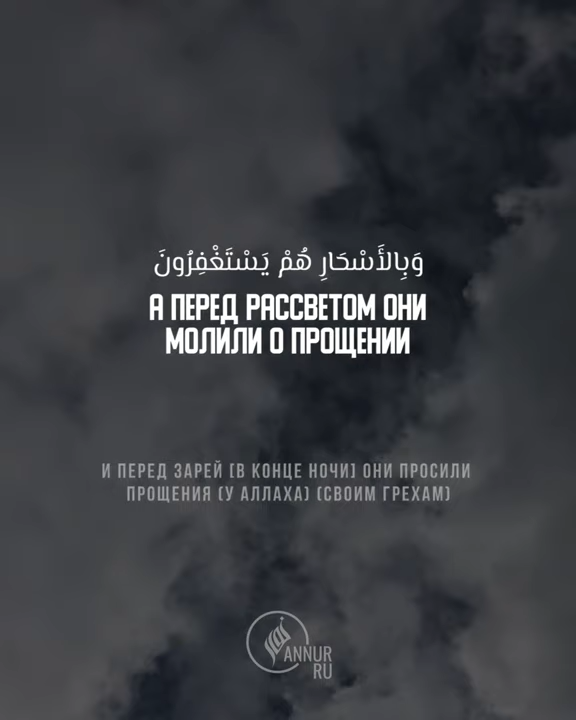 وَبِالأَسْحَارِ هُمْ يَسْتَغْفِرُونَ
А ПЕРЕД РАССВЕТОМ ОНИ
МОЛИЛИ О ПРОЩЕНИИ
И ПЕРЕД ЗАРЕЙ (В КОНЦЕ НОЧИ) ОНИ ПРОСИЛИ
ПРОЩЕНИЯ (У АЛЛАХА) (СВОИМ ГРЕХАМ)
ANNUR
RU